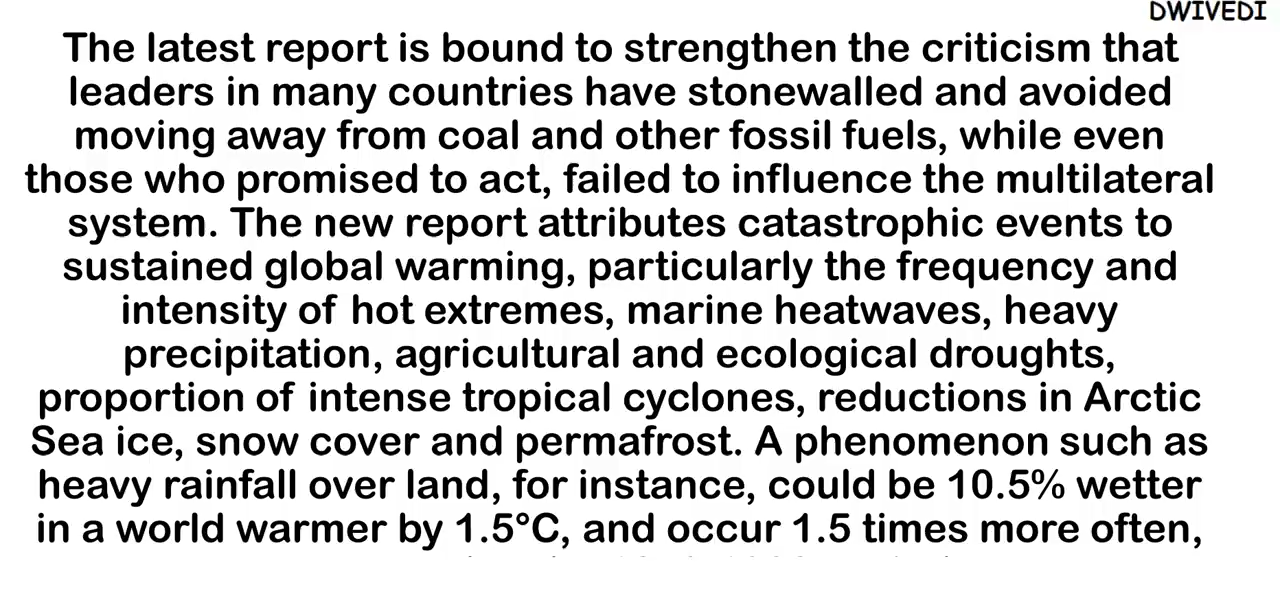 DWIVEDI
The latest report is bound to strengthen the criticism that
leaders in many countries have stonewalled and avoided
moving away from coal and other fossil fuels, while even
those who promised to act, failed to influence the multilateral
system. The new report attributes catastrophic events to
sustained global warming, particularly the frequency and
intensity of hot extremes, marine heatwaves, heavy
precipitation, agricultural and ecological droughts,
proportion of intense tropical cyclones, reductions in Arctic
Sea ice, snow cover and permafrost. A phenomenon such as
heavy rainfall over land, for instance, could be 10.5% wetter
in a world warmer by 1.5°C, and occur 1.5 times more often,